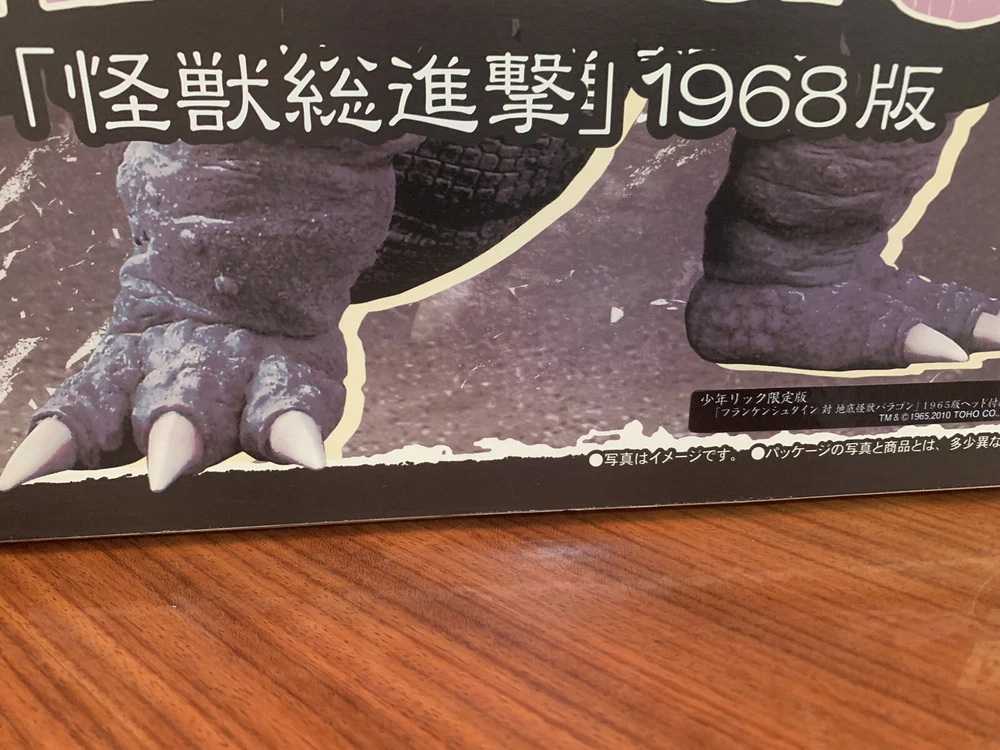 「怪獣総進撃」1968版
少年リック限定版
「フランケンシュタイン 対 地底怪獣バラゴン」1965版ヘッド付
TM&©1965,2010 TOHO CO.,
●写真はイメージです。 ●パッケージの写真と商品とは、多少異な